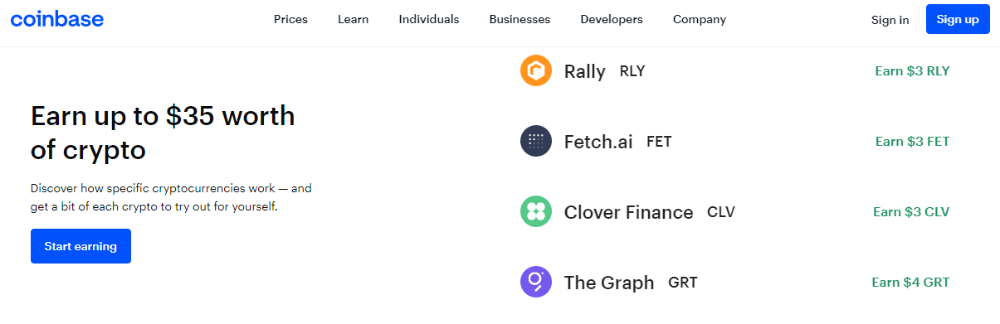 coinbase Prices Learn Individuals Businesses Developers Company Sign in Sign up
Earn up to $35 worth
of crypto
Discover how specific cryptocurrencies work — and
get a bit of each crypto to try out for yourself.
Start earning
Rally RLY Earn $3 RLY
Fetch.ai FET Earn $3 FET
Clover Finance CLV Earn $3 CLV
The Graph GRT Earn $4 GRT